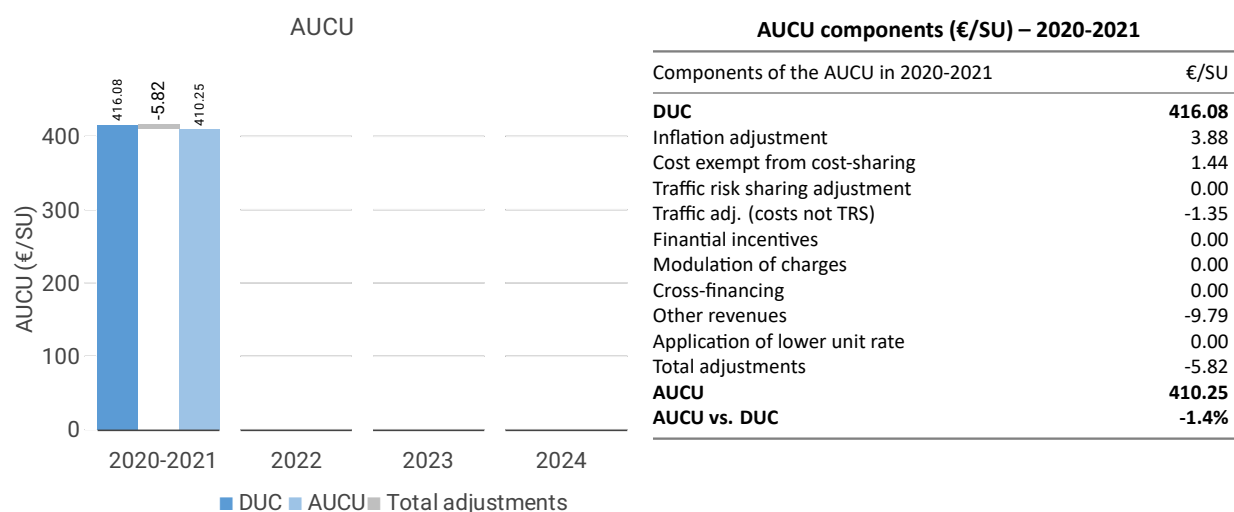 AUCU
416.08
-5.82
410.25
AUCU (€/SU)
400
300
200
100
0
2020-2021 2022 2023 2024
DUC AUCU Total adjustments
AUCU components (€/SU) – 2020-2021
Components of the AUCU in 2020-2021 €/SU
DUC 416.08
Inflation adjustment 3.88
Cost exempt from cost-sharing 1.44
Traffic risk sharing adjustment 0.00
Traffic adj. (costs not TRS) -1.35
Finantial incentives 0.00
Modulation of charges 0.00
Cross-financing 0.00
Other revenues -9.79
Application of lower unit rate 0.00
Total adjustments -5.82
AUCU 410.25
AUCU vs. DUC -1.4%